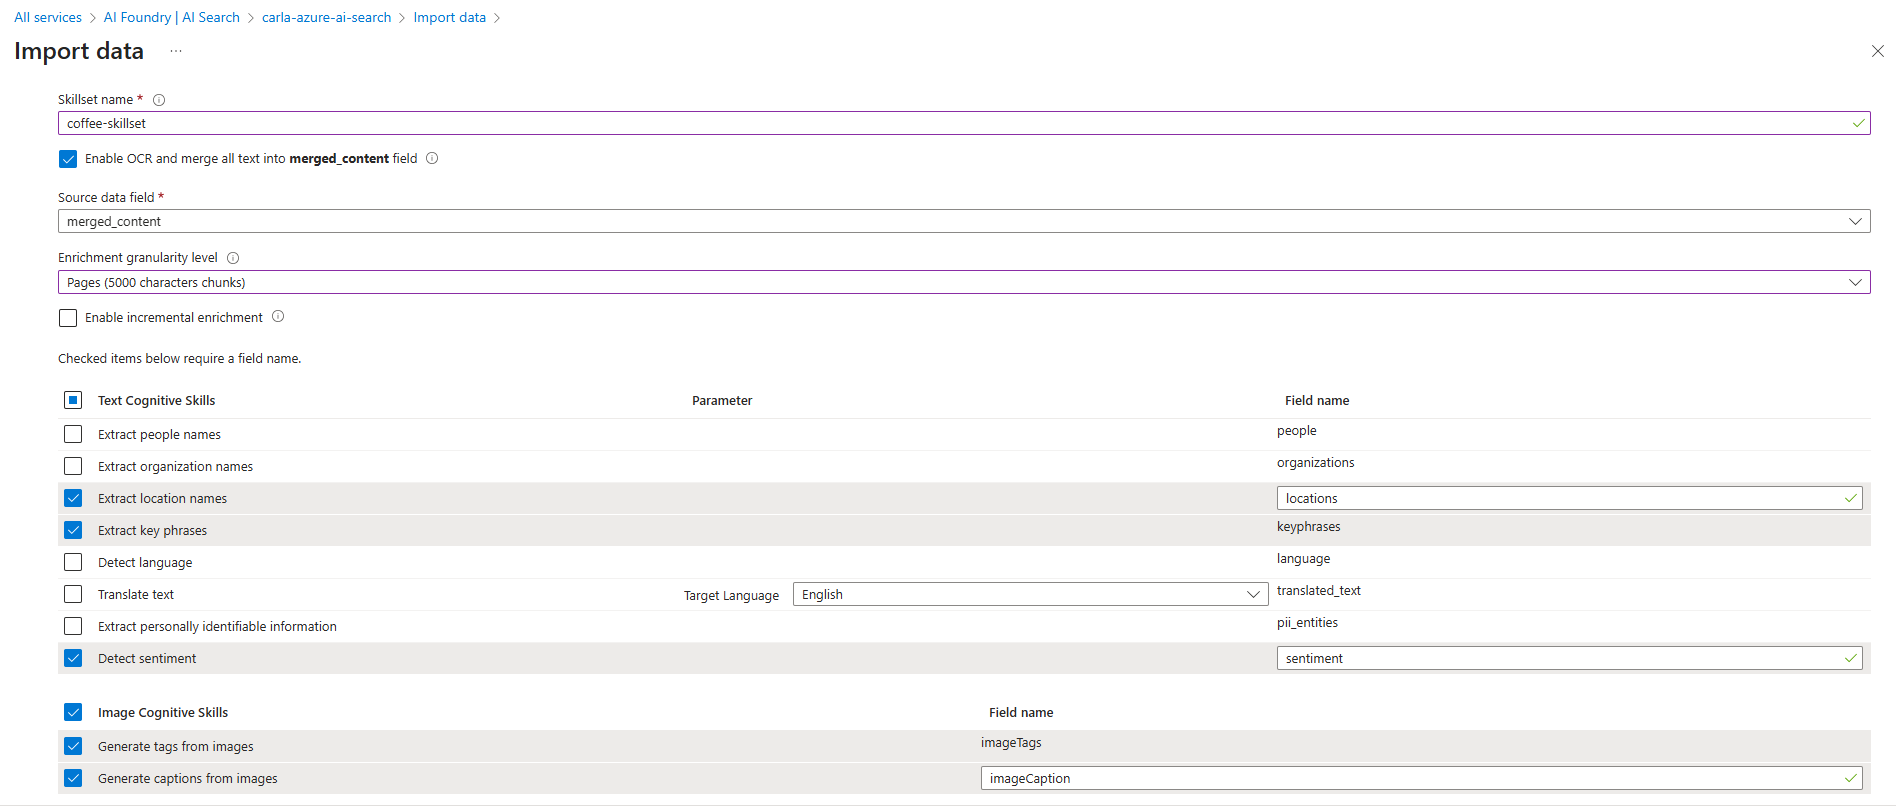 All services > AI Foundry | AI Search > carla-azure-ai-search > Import data >
Import data ...
Skillset name *
coffee-skillset
Enable OCR and merge all text into merged_content field
Source data field *
merged_content
Enrichment granularity level
Pages (5000 characters chunks)
Enable incremental enrichment
Checked items below require a field name.
Text Cognitive Skills Parameter Field name
Extract people names people
Extract organization names organizations
Extract location names locations
Extract key phrases keyphrases
Detect language language
Translate text Target Language English translated_text
Extract personally identifiable information pii_entities
Detect sentiment sentiment
Image Cognitive Skills Field name
Generate tags from images imageTags
Generate captions from images imageCaption